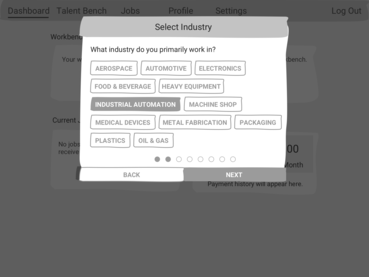 Dashboard Talent Bench Jobs Profile Settings Log Out
Select Industry
Workbench
What industry do you primarily work in?
Your w
bench.
AEROSPACE AUTOMOTIVE ELECTRONICS
FOOD & BEVERAGE HEAVY EQUIPMENT
INDUSTRIAL AUTOMATION MACHINE SHOP
MEDICAL DEVICES METAL FABRICATION PACKAGING
Current
PLASTICS OIL & GAS
No jobs
receive
00
Month
BACK NEXT
Payment history will appear here.